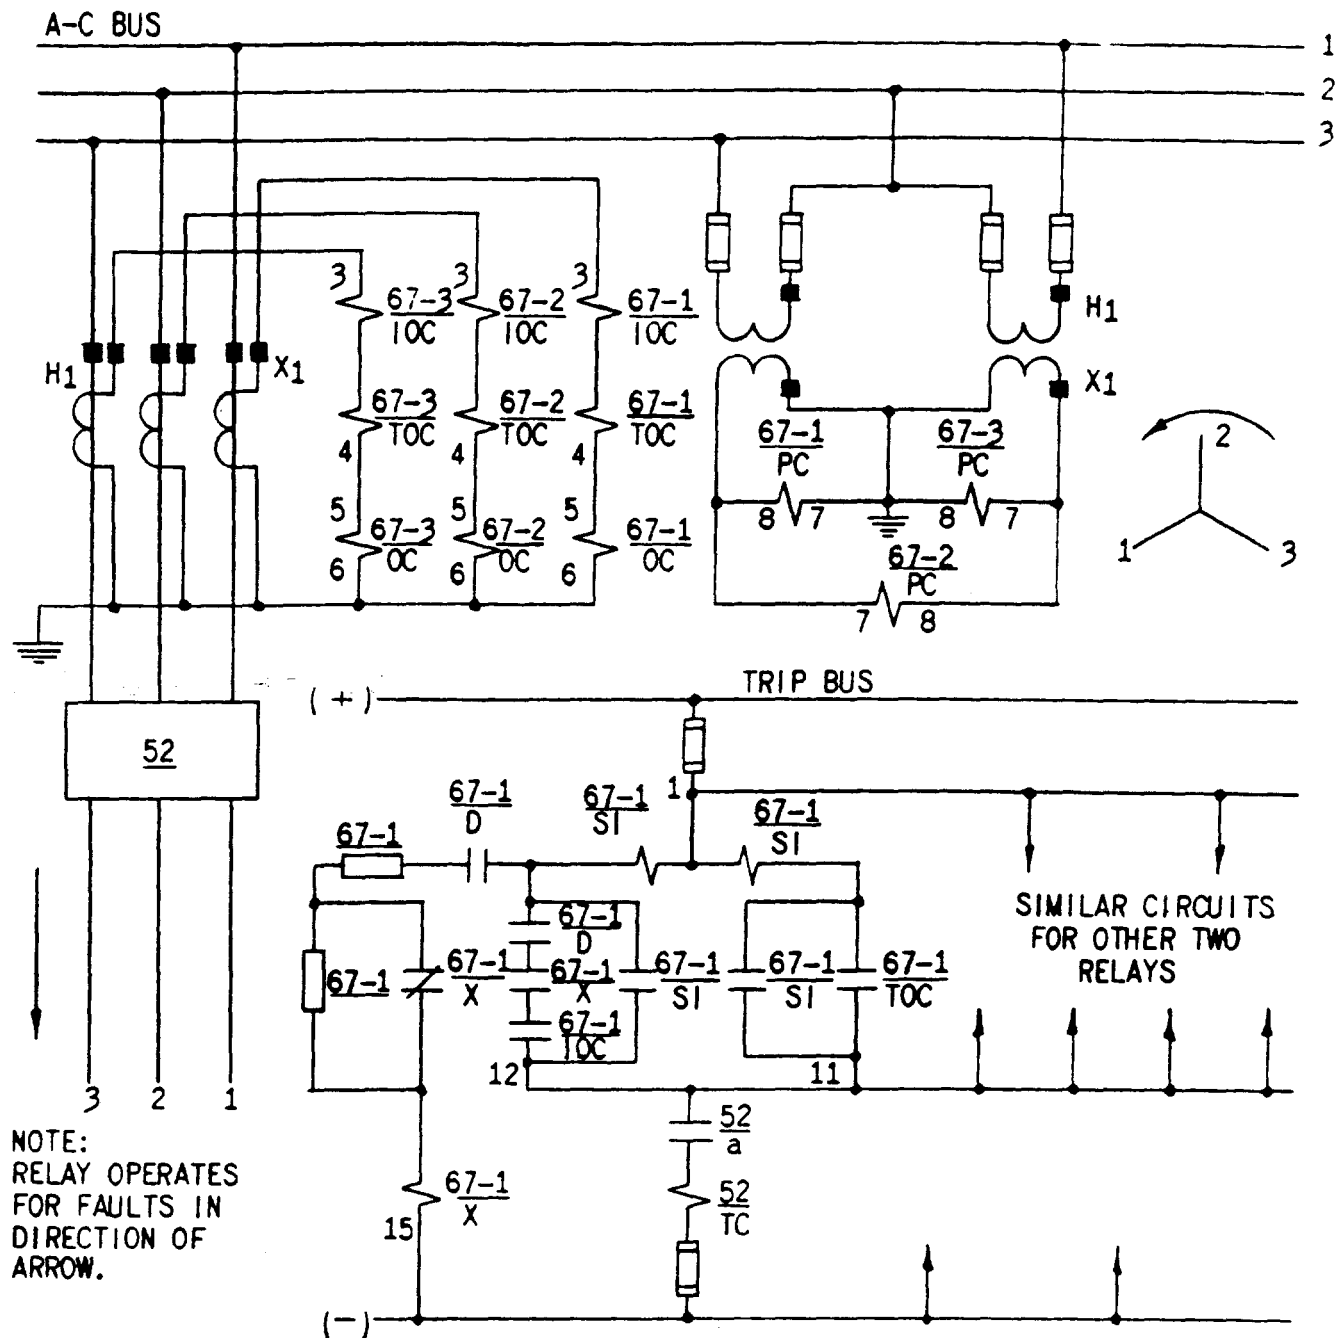 A-C BUS
1
2
3
3
67-3
IOC
3
67-2
IOC
3
67-1
IOC
H1
H1
X1
X1
67-3
TOC
4
67-2
TOC
4
67-1
TOC
4
67-1
PC
67-3
PC
2
1
3
8 7
8 7
5
67-3
OC
6
5
67-2
OC
6
5
67-1
OC
6
67-2
PC
7 8
(+)
TRIP BUS
52
1
67-1
D
67-1
SI
67-1
SI
67-1
67-1
67-1
X
67-1
D
67-1
X
67-1
TOC
67-1
SI
67-1
SI
67-1
TOC
SIMILAR CIRCUITS
FOR OTHER TWO
RELAYS
12
11
3 2 1
52
a
52
TC
67-1
X
15
NOTE:
RELAY OPERATES
FOR FAULTS IN
DIRECTION OF
ARROW.
(-)